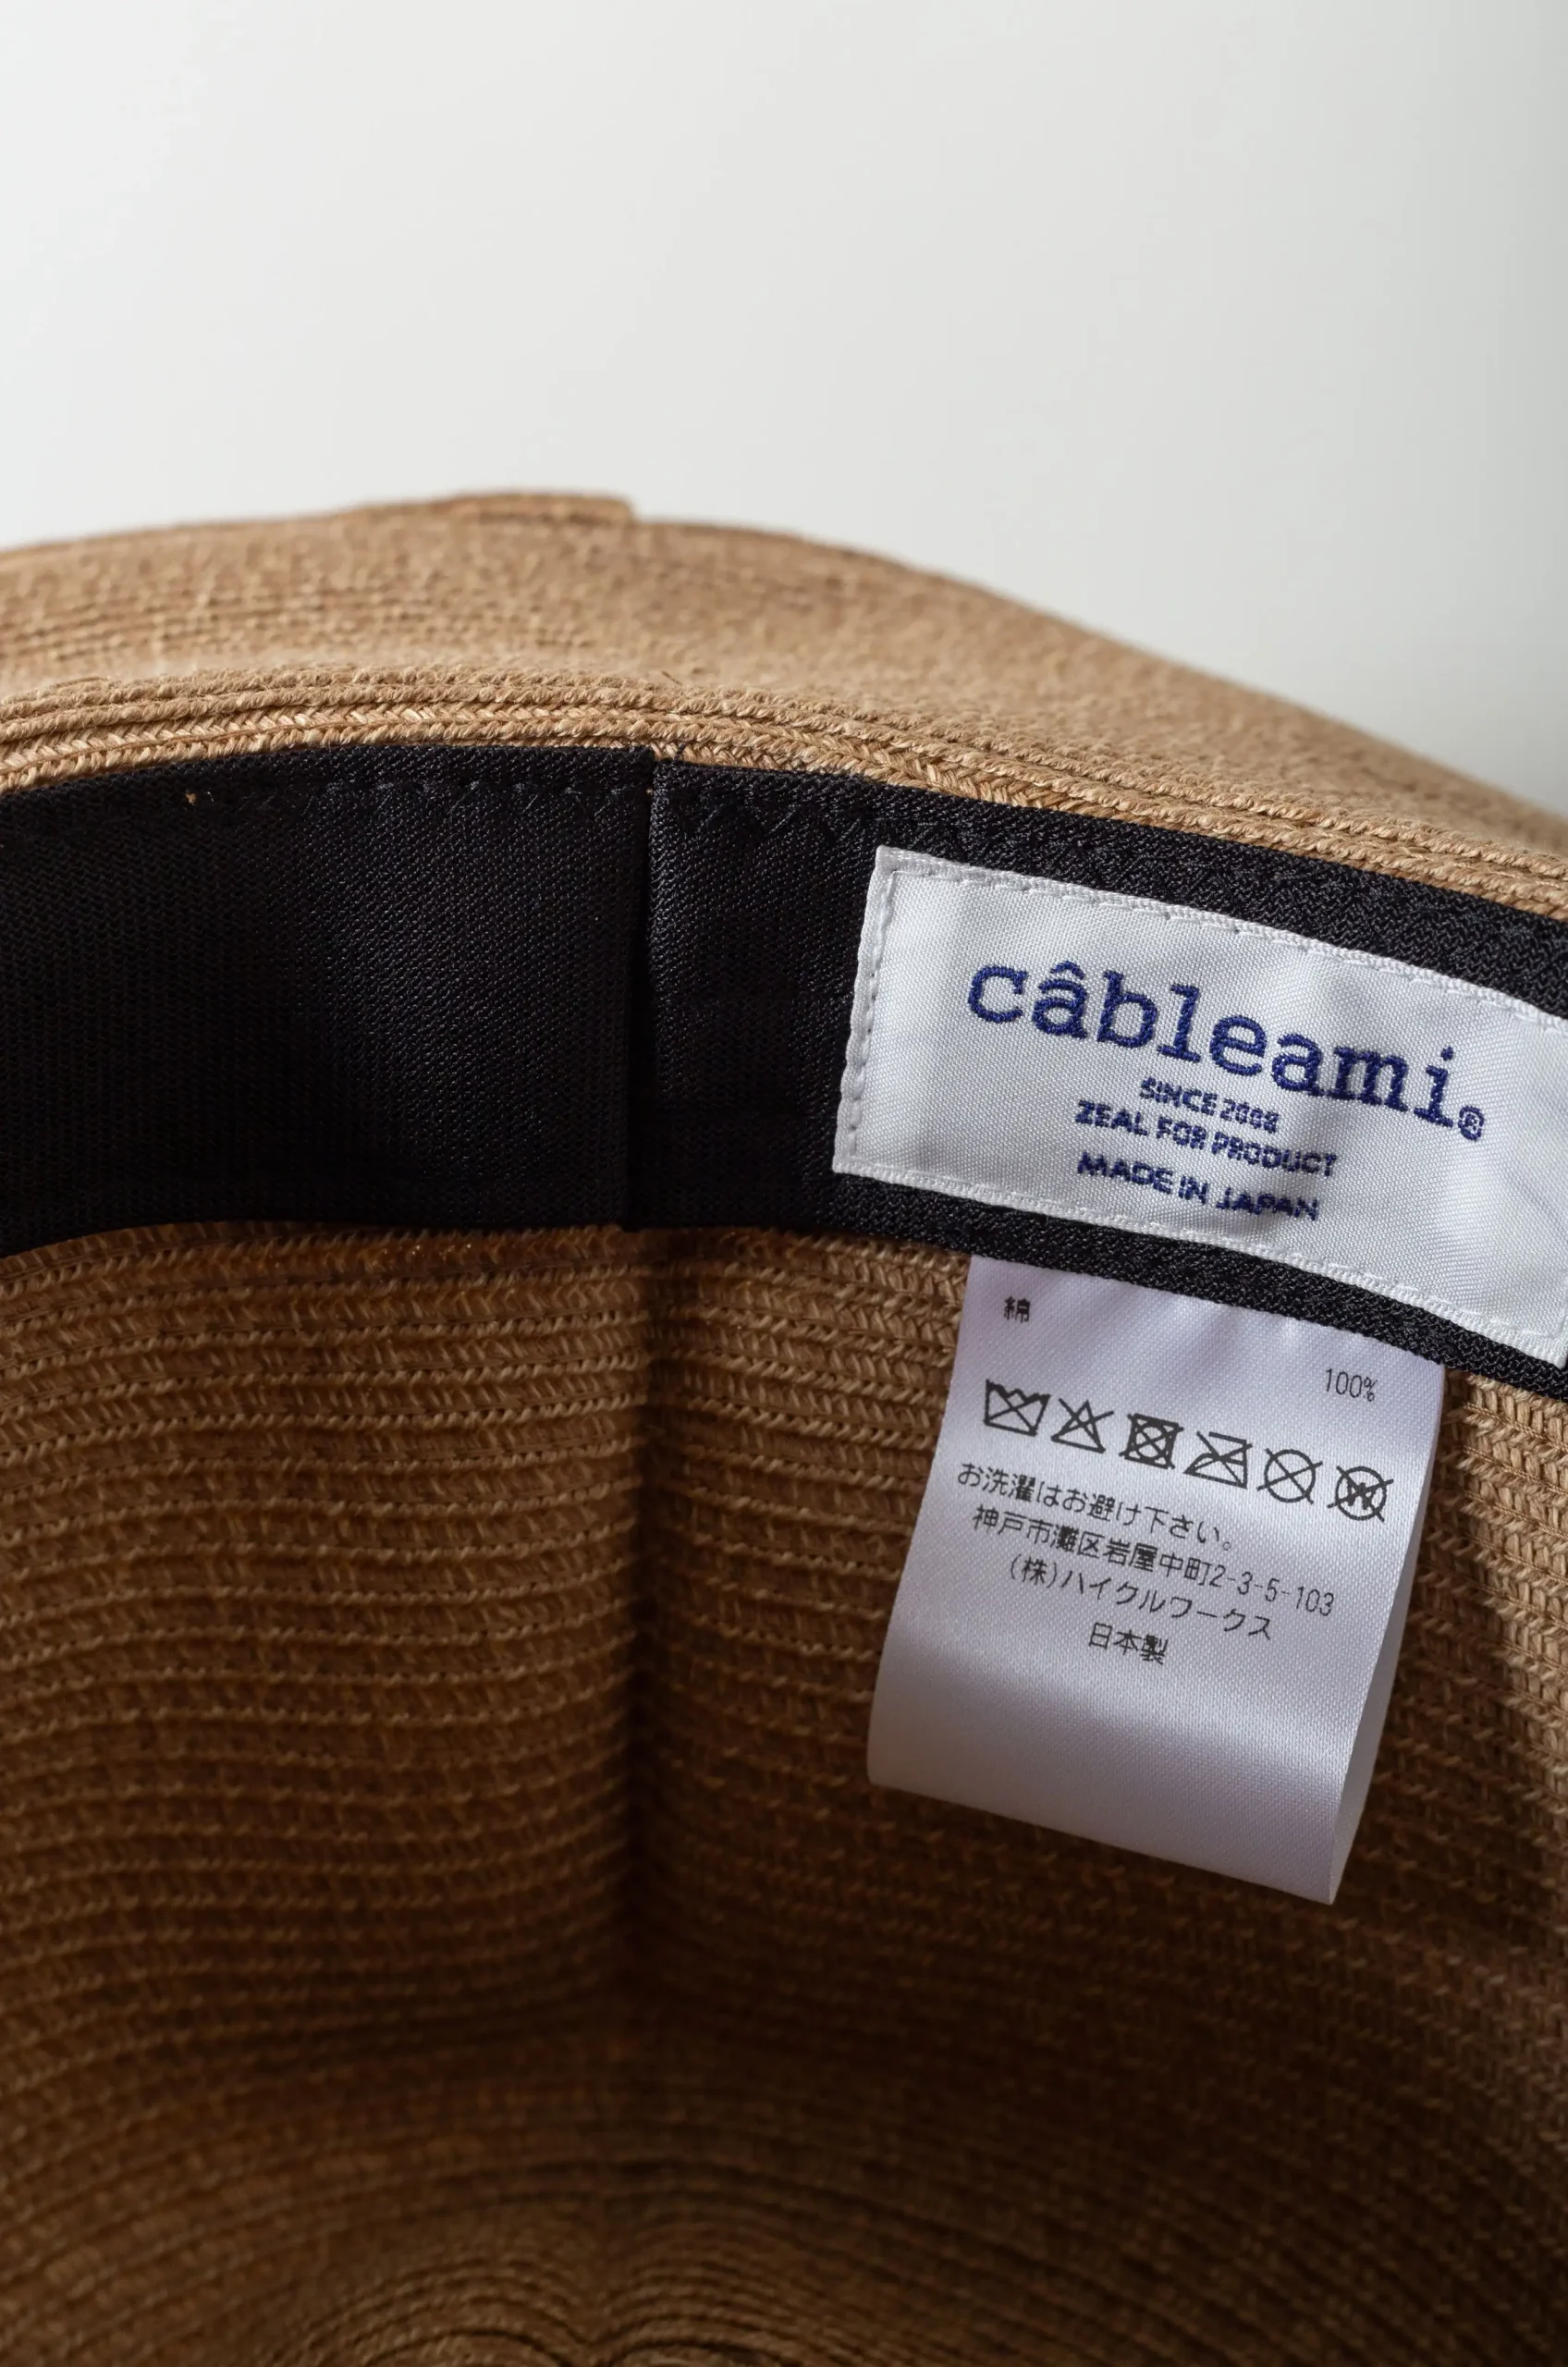 câbleami®
SINCE 2008
ZEAL FOR PRODUCT
MADE IN JAPAN
綿
100%
W
お洗濯はお避け下さい。
神戸市灘区岩屋中町2-3-5-103
(株)ハイクルワークス
日本製